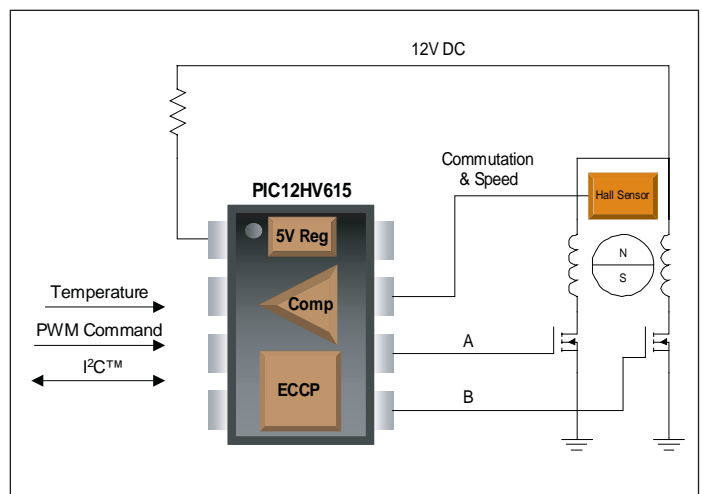 12V DC
Commutation
& Speed
PIC12HV615
Hall Sensor
5V Reg
N
S
Temperature
Comp
PWM Command
A
I²C™
ECCP
B